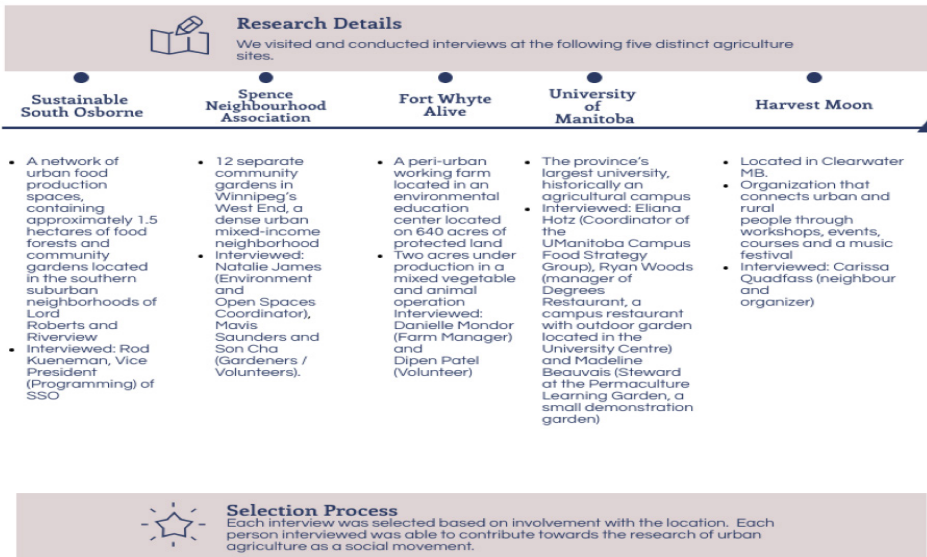 Research Details
We visited and conducted interviews at the following five distinct agriculture
sites.
Sustainable
South Osborne
Spence
Neighbourhood
Association
Fort Whyte
Alive
University
of
Manitoba
Harvest Moon
• A network of
urban food
production
spaces,
containing
approximately 1.5
hectares of food
forests and
community
gardens located
in the southern
suburban
neighborhoods of
Lord
Roberts and
Riverview
• Interviewed: Rod
Kueneman, Vice
President
(Programming) of
SSO
• 12 separate
community
gardens in
Winnipeg's
West End, a
dense urban
mixed-income
neighborhood
• Interviewed:
Natalie James
(Environment
and
Open Spaces
Coordinator),
Mavis
Saunders and
Son Cha
(Gardeners /
Volunteers).
• A peri-urban
working farm
located in an
environmental
education
center located
on 640 acres of
protected land
• Two acres under
production in a
mixed vegetable
and animal
operation
Interviewed:
Danielle Mondor
(Farm Manager)
and
Dipen Patel
(Volunteer)
• The province's
largest university,
historically an
agricultural campus
• Interviewed: Eliana
Hotz (Coordinator of
the
UManitoba Campus
Food Strategy
Group), Ryan Woods
(manager of
Degrees
Restaurant, a
campus restaurant
with outdoor garden
located in the
University Centre)
and Madeline
Beauvais (Steward
at the Permaculture
Learning Garden, a
small demonstration
garden)
• Located in Clearwater
MB.
• Organization that
connects urban and
rural
people through
workshops, events,
courses and a music
festival
• Interviewed: Carissa
Quadfass (neighbour
and
organizer)
Selection Process
Each interview was selected based on involvement with the location. Each
person interviewed was able to contribute towards the research of urban
agriculture as a social movement.